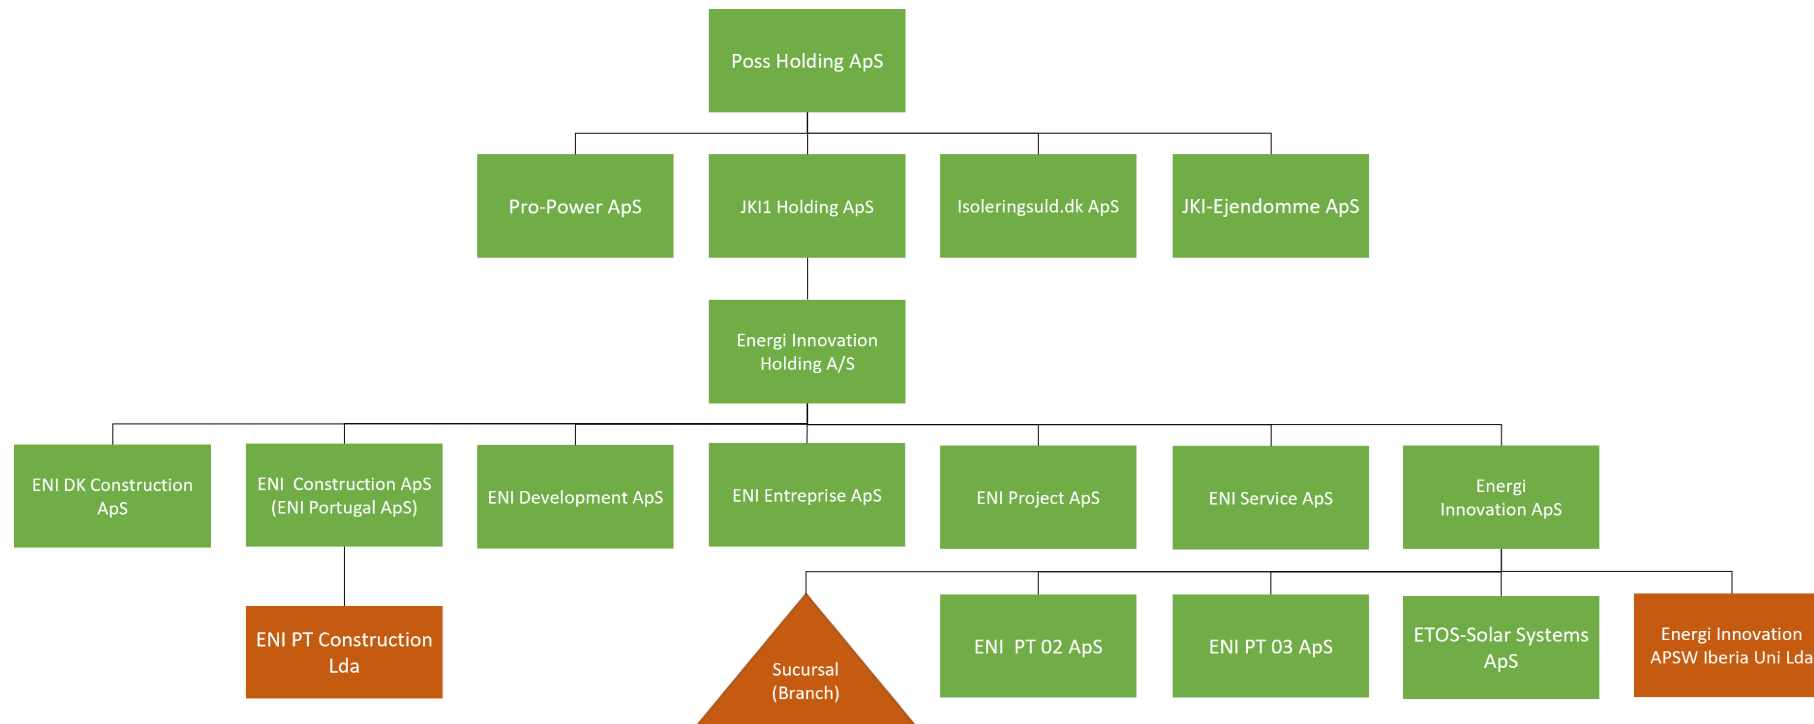 Poss Holding ApS
Pro-Power ApS
JKI1 Holding ApS
Isoleringsuld.dk ApS
JKI-Ejendomme ApS
Energi Innovation
Holding A/S
ENI DK Construction
ApS
ENI  Construction ApS
(ENI Portugal ApS)
ENI Development ApS
ENI Entreprise ApS
ENI Project ApS
ENI Service ApS
Energi
Innovation ApS
ENI PT Construction
Lda
Sucursal
(Branch)
ENI  PT 02 ApS
ENI PT 03 ApS
ETOS-Solar Systems
ApS
Energi Innovation
APSW Iberia Uni Lda